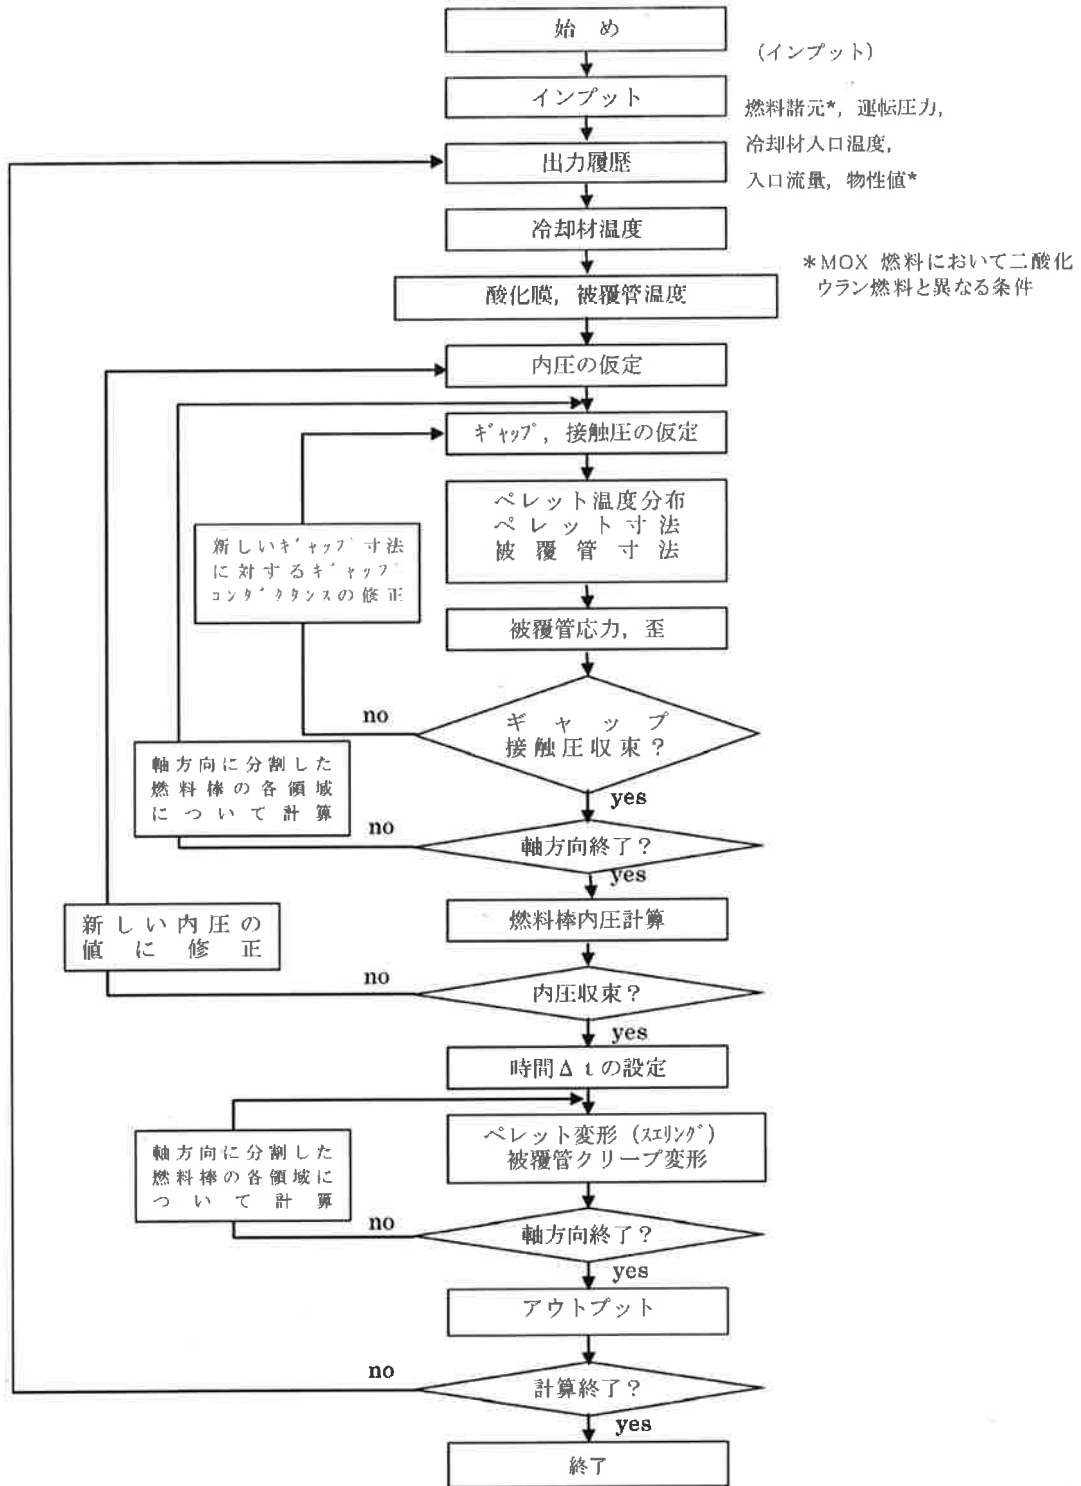 始　め
(インプット)
インプット
燃料諸元*, 運転圧力,
冷却材入口温度,
入口流量, 物性値*
出力履歴
冷却材温度
*MOX 燃料において二酸化
ウラン燃料と異なる条件
酸化膜, 被覆管温度
内圧の仮定
ｷﾞｬｯﾌﾟ, 接触圧の仮定
ペレット温度分布
ペレット寸法
被覆管寸法
新しいｷﾞｬｯﾌﾟ寸法
に対するｷﾞｬｯﾌﾟ
ｺﾝﾀﾞｸﾀﾝｽの修正
被覆管応力, 歪
ギャップ
接触圧収束？
no
yes
軸方向に分割した
燃料棒の各領域
について計算
軸方向終了？
no
yes
燃料棒内圧計算
新しい内圧の
値に修正
内圧収束？
no
yes
時間Δtの設定
ペレット変形 (ｽｴﾘﾝｸﾞ)
被覆管クリープ変形
軸方向に分割した
燃料棒の各領域に
ついて計算
軸方向終了？
no
yes
アウトプット
計算終了？
no
yes
終了